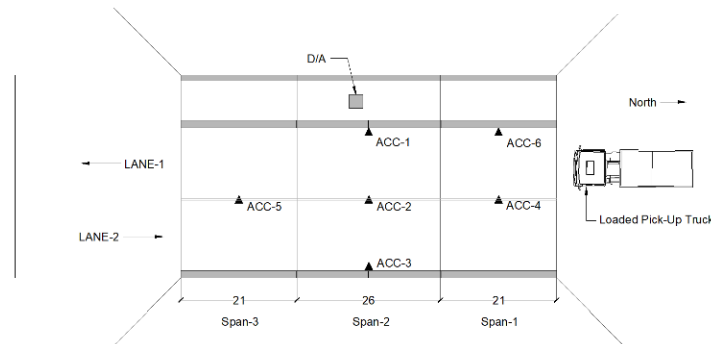 D/A
North
ACC-1
ACC-6
LANE-1
ACC-5
ACC-2
ACC-4
Loaded Pick-Up Truck
LANE-2
ACC-3
21
26
21
Span-3
Span-2
Span-1